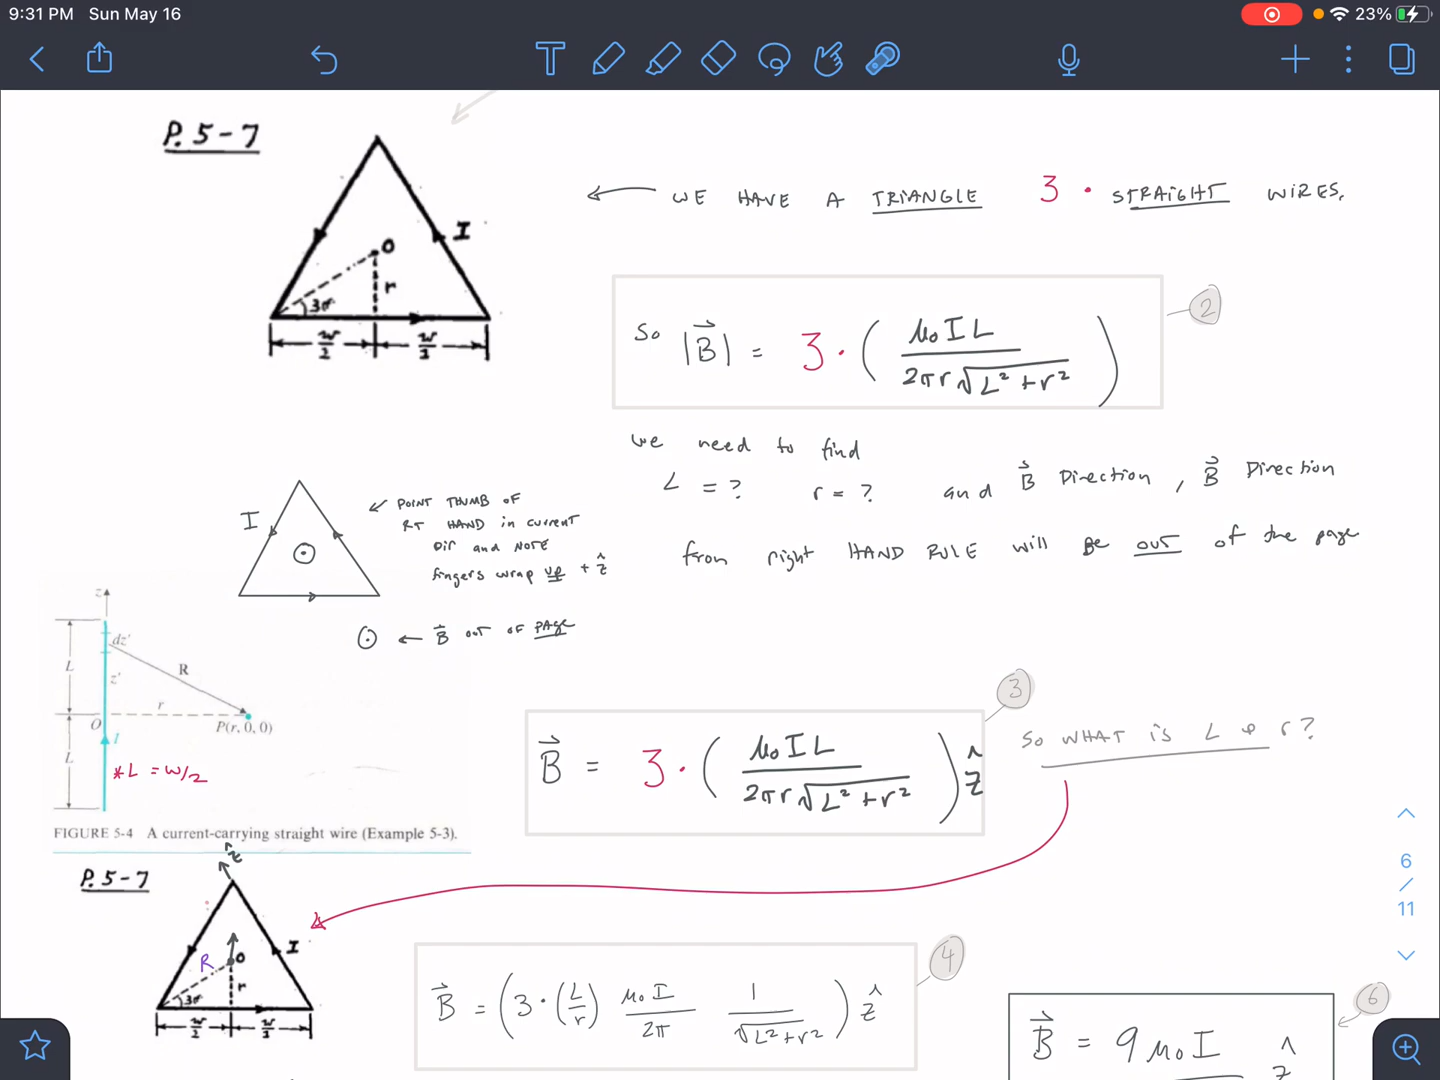 9:31 PM Sun May 16
23%
P.5-7
I
O
r
30°
w/2 w/2
WE HAVE A TRIANGLE 3 · STRAIGHT WIRES.
So |B⃗| = 3 · ( μ₀IL / 2πr√L²+r² )
2
we need to find
L = ? r = ? and B⃗ Direction, B⃗ Direction
from right HAND RULE will Be out of the page
I
POINT THUMB OF
RT HAND in current
Dir and NOTE
fingers wrap up + ẑ
⊙ ← B⃗ OUT OF PAGE
z
dz'
L
R
z'
r
O
P(r, 0, 0)
I
L
*L = w/2
FIGURE 5-4 A current-carrying straight wire (Example 5-3).
3
B⃗ = 3 · ( μ₀IL / 2πr√L²+r² ) ẑ
So WHAT is L & r?
ẑ
P.5-7
I
R
O
r
30°
w/2 w/2
4
B⃗ = (3 · (L/r) μ₀I/2π 1/√L²+r²) ẑ
6
B⃗ = 9μ₀I ẑ
6
/
11